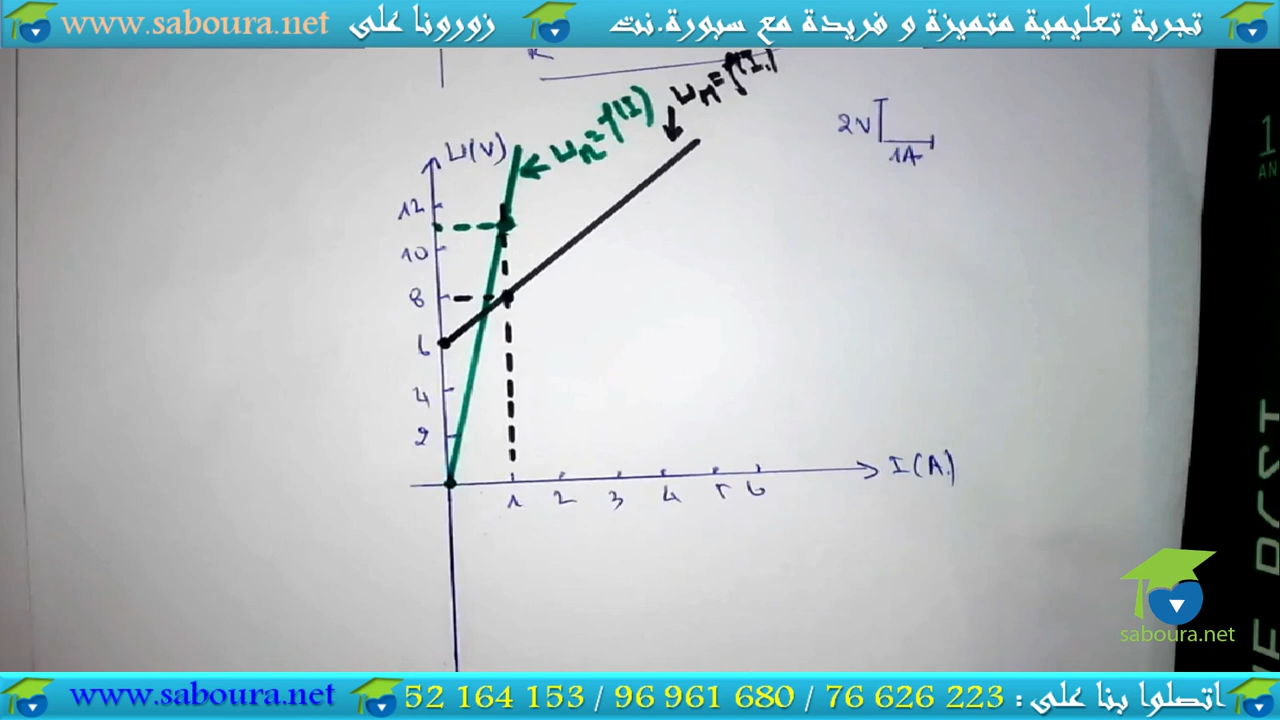 www.saboura.net زورونا على تجربة تعليمية متميزة و فريدة مع سبورة.نت
U(V)
U_R=f(I)
U_M=f(I)
2V
1A
12
10
8
6
4
2
1 2 3 4 5 6
I(A)
saboura.net
www.saboura.net 52 164 153 / 96 961 680 / 76 626 223 : اتصلوا بنا على